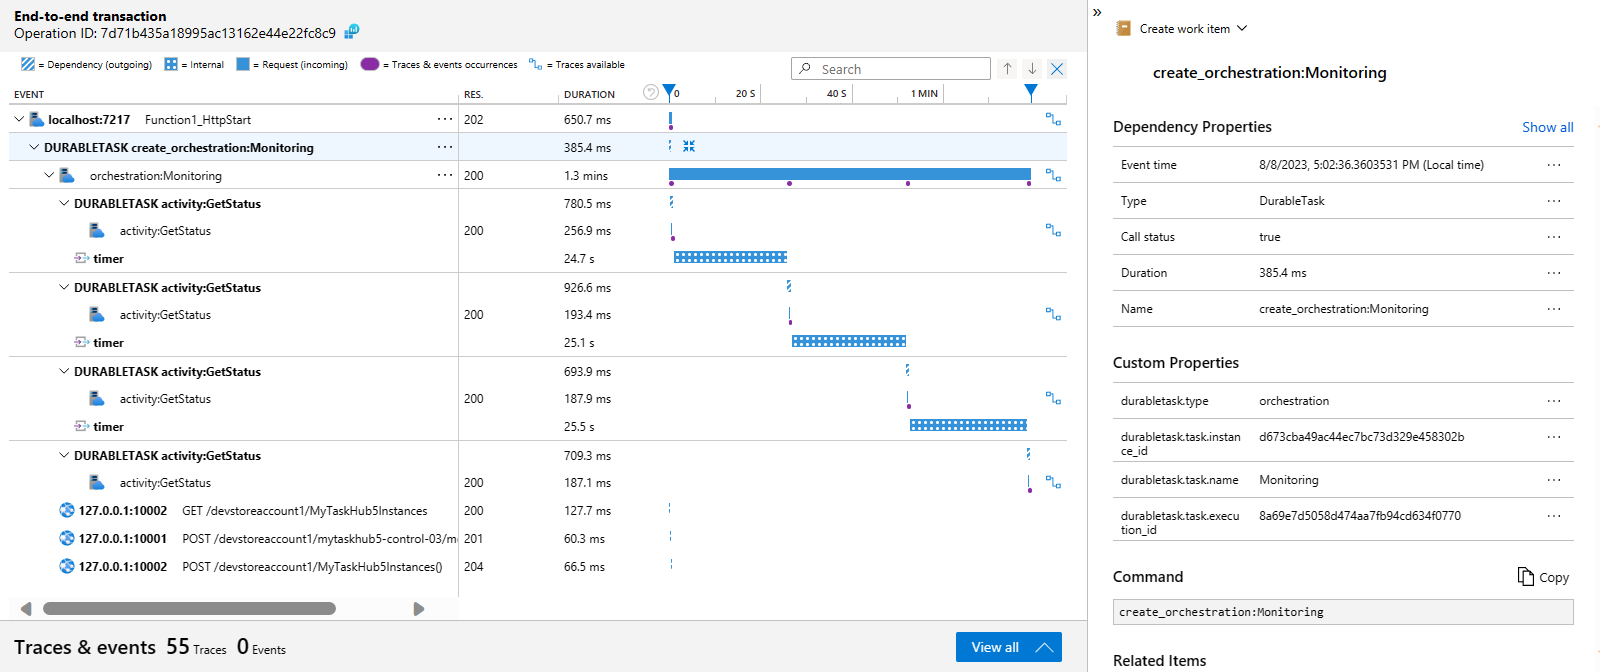 End-to-end transaction
Operation ID: 7d71b435a18995ac13162e44e22fc8c9
= Dependency (outgoing) = Internal = Request (incoming) = Traces & events occurrences = Traces available
Search
EVENT RES. DURATION 0 20 S 40 S 1 MIN
localhost:7217 Function1_HttpStart ... 202 650.7 ms
DURABLETASK create_orchestration:Monitoring ... 385.4 ms
orchestration:Monitoring ... 200 1.3 mins
DURABLETASK activity:GetStatus 780.5 ms
activity:GetStatus 200 256.9 ms
timer 24.7 s
DURABLETASK activity:GetStatus 926.6 ms
activity:GetStatus 200 193.4 ms
timer 25.1 s
DURABLETASK activity:GetStatus 693.9 ms
activity:GetStatus 200 187.9 ms
timer 25.5 s
DURABLETASK activity:GetStatus 709.3 ms
activity:GetStatus 200 187.1 ms
127.0.0.1:10002 GET /devstoreaccount1/MyTaskHub5Instances 200 127.7 ms
127.0.0.1:10001 POST /devstoreaccount1/mytaskhub5-control-03/m 201 60.3 ms
127.0.0.1:10002 POST /devstoreaccount1/MyTaskHub5Instances() 204 66.5 ms
Traces & events 55 Traces 0 Events
View all
Create work item
create_orchestration:Monitoring
Dependency Properties Show all
Event time 8/8/2023, 5:02:36.3603531 PM (Local time) ...
Type DurableTask ...
Call status true ...
Duration 385.4 ms ...
Name create_orchestration:Monitoring ...
Custom Properties
durabletask.type orchestration ...
durabletask.task.instan d673cba49ac44ec7bc73d329e458302b ...
ce_id
durabletask.task.name Monitoring ...
durabletask.task.execu 8a69e7d5058d474aa7fb94cd634f0770 ...
tion_id
Command Copy
create_orchestration:Monitoring
Related Items